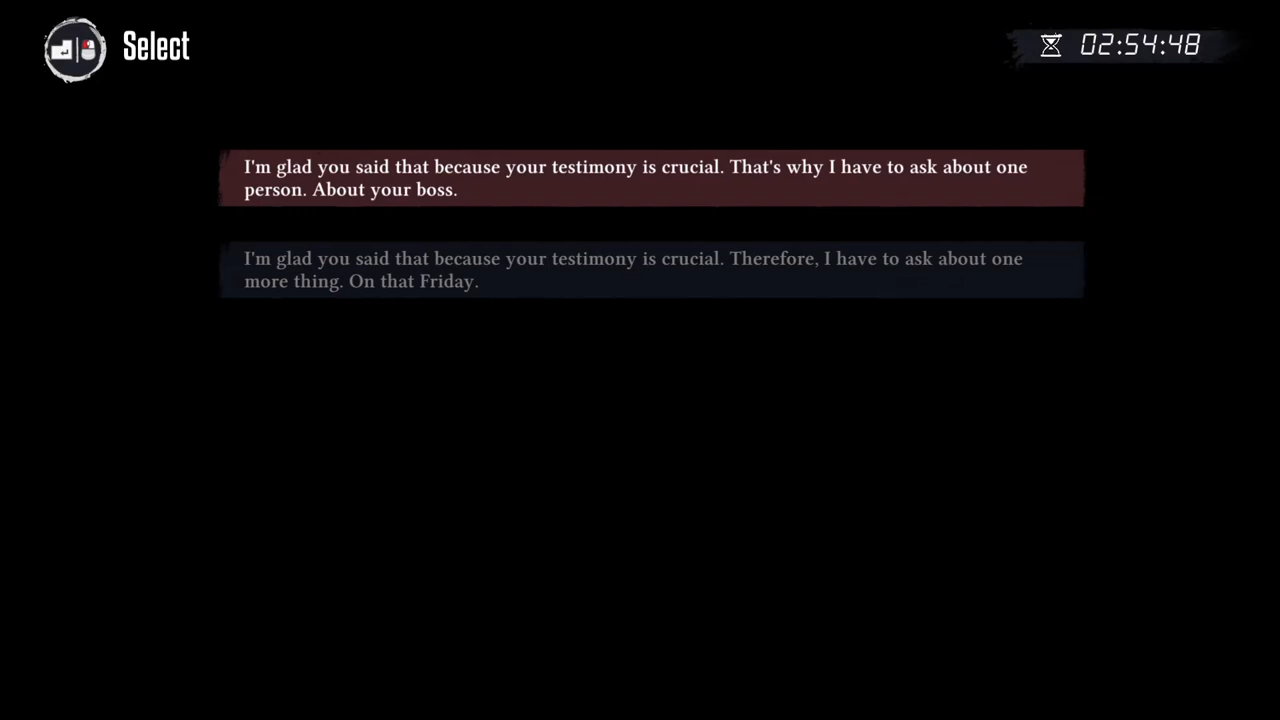 Select
02:54:48
I'm glad you said that because your testimony is crucial. That's why I have to ask about one
person. About your boss.
I'm glad you said that because your testimony is crucial. Therefore, I have to ask about one
more thing. On that Friday.